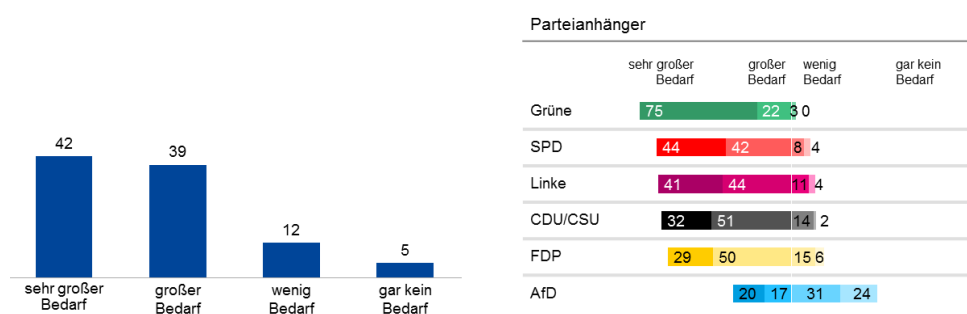 42
39
12
5
sehr großer
Bedarf
großer
Bedarf
wenig
Bedarf
gar kein
Bedarf
Parteianhänger
sehr großer
Bedarf
großer
Bedarf
wenig
Bedarf
gar kein
Bedarf
Grüne 75 22 3 0
SPD 44 42 8 4
Linke 41 44 11 4
CDU/CSU 32 51 14 2
FDP 29 50 15 6
AfD 20 17 31 24